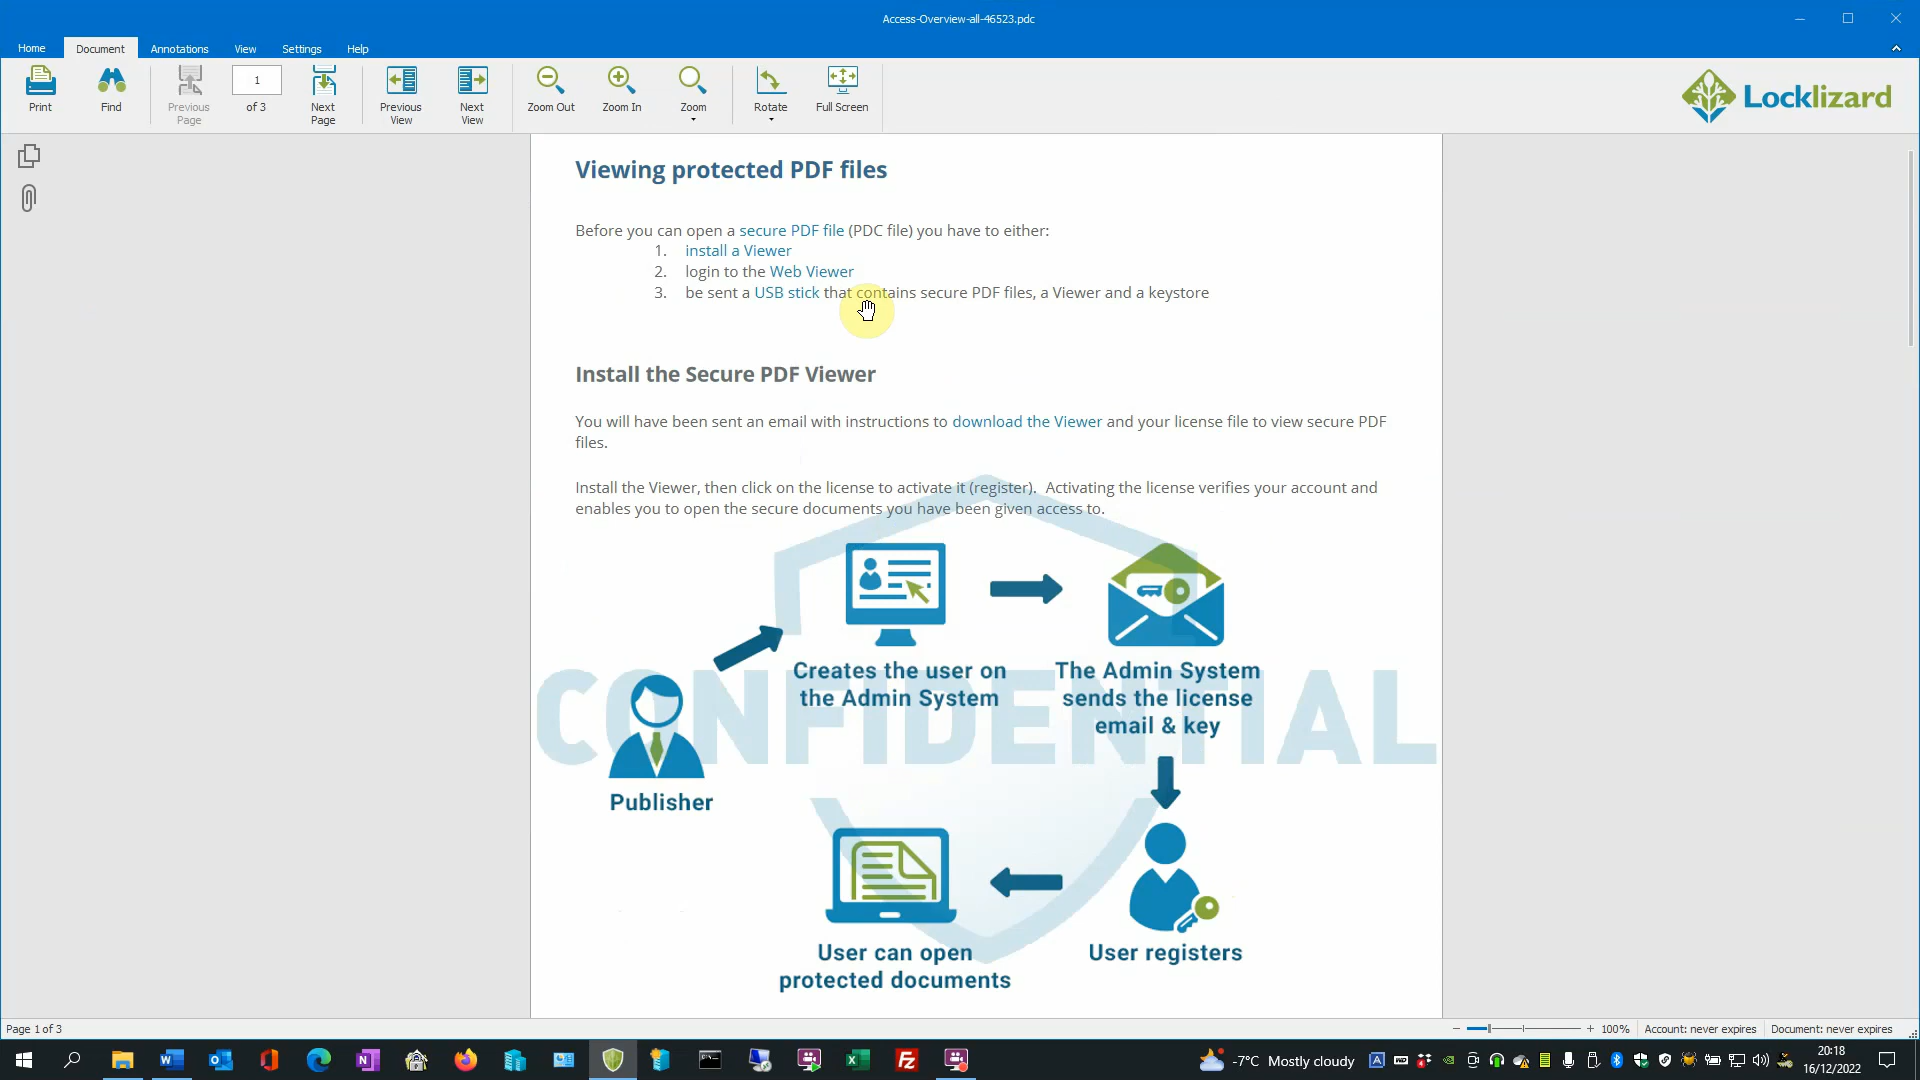 Access-Overview-all-46523.pdc
Home Document Annotations View Settings Help
Print
Find
Previous Page
1
of 3
Next Page
Previous View
Next View
Zoom Out
Zoom In
Zoom
Rotate
Full Screen
Locklizard
Viewing protected PDF files
Before you can open a secure PDF file (PDC file) you have to either:
1. install a Viewer
2. login to the Web Viewer
3. be sent a USB stick that contains secure PDF files, a Viewer and a keystore
Install the Secure PDF Viewer
You will have been sent an email with instructions to download the Viewer and your license file to view secure PDF
files.
Install the Viewer, then click on the license to activate it (register). Activating the license verifies your account and
enables you to open the secure documents you have been given access to.
CONFIDENTIAL
Creates the user on
the Admin System
The Admin System
sends the license
email & key
Publisher
User can open
protected documents
User registers
Page 1 of 3
100% Account: never expires Document: never expires
-7°C Mostly cloudy
20:18
16/12/2022